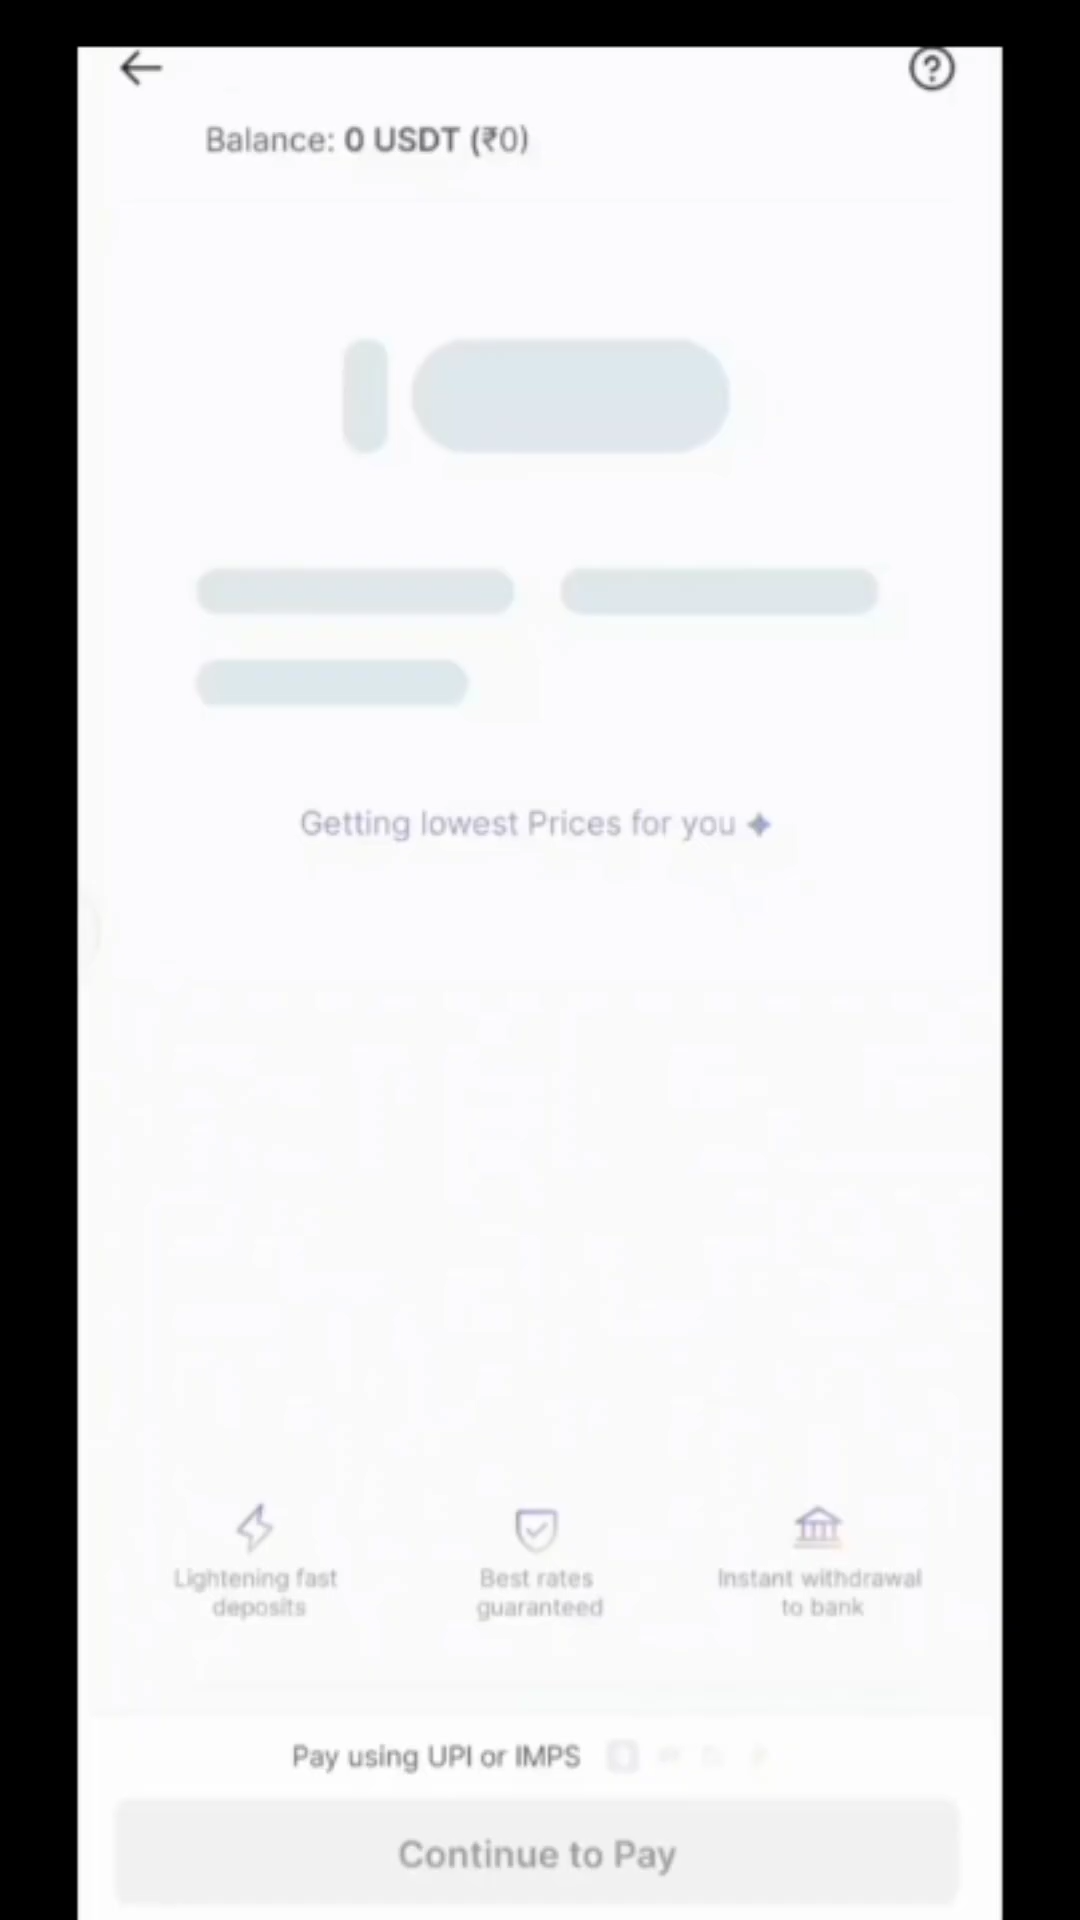 Balance: 0 USDT (₹0)
Getting lowest Prices for you
Lightening fast
deposits
Best rates
guaranteed
Instant withdrawal
to bank
Pay using UPI or IMPS
Continue to Pay